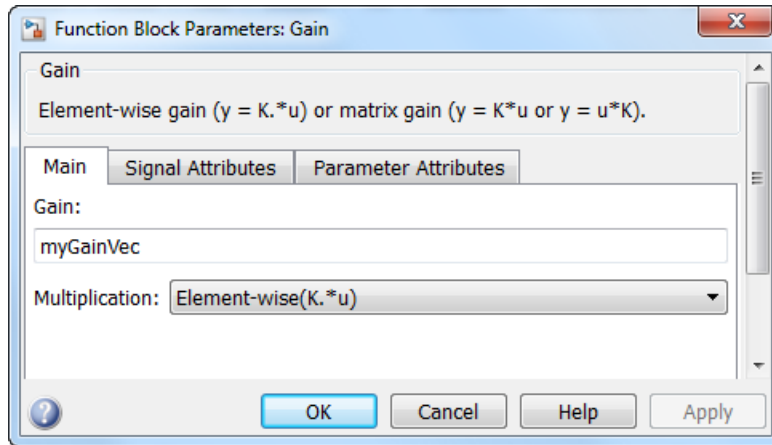 Function Block Parameters: Gain
Gain
Element-wise gain (y = K.*u) or matrix gain (y = K*u or y = u*K).
Main Signal Attributes Parameter Attributes
Gain:
myGainVec
Multiplication: Element-wise(K.*u)
? OK Cancel Help Apply